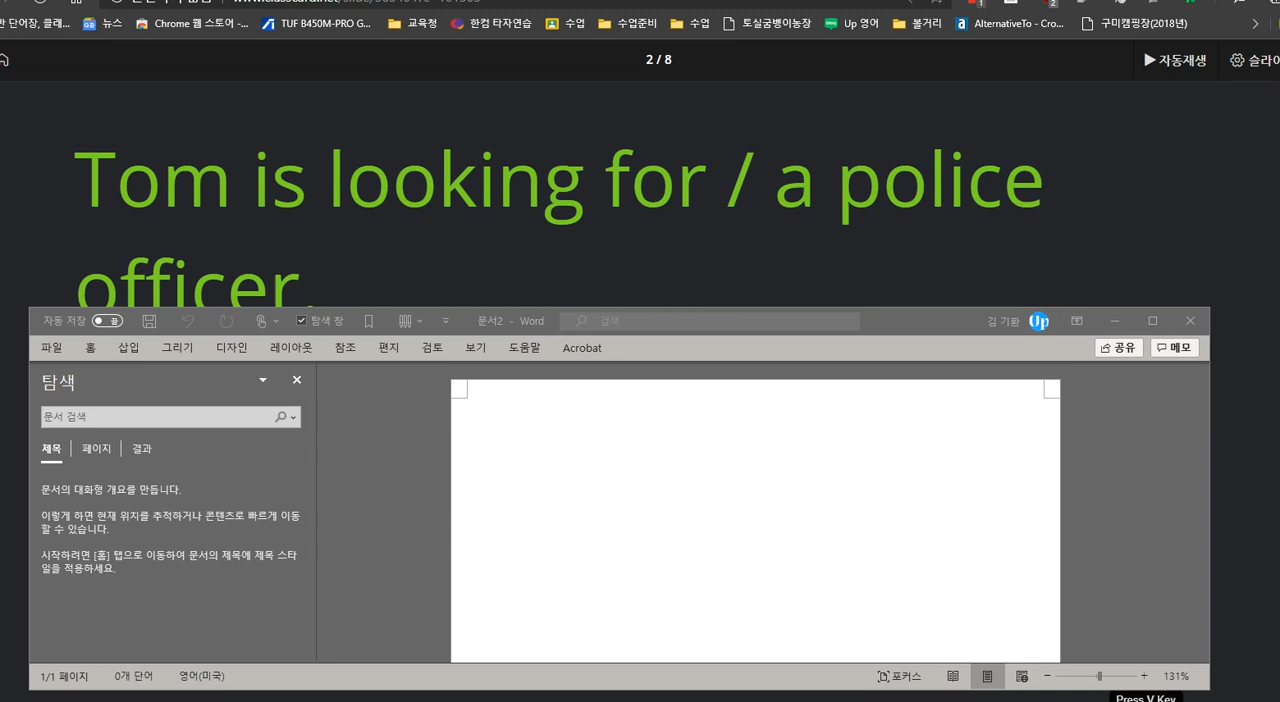 한 단어장, 클래... 뉴스 Chrome 웹 스토어 -... TUF B450M-PRO G... 교육청 한컴 타자연습 수업 수업준비 수업 토실금뱅이농장 Up 영어 볼거리 AlternativeTo - Cro... 구미캠핑장(2018년)
2 / 8 자동재생
Tom is looking for / a police
officer.
자동 저장 끔 탐색 창 문서2 - Word 검색 김 기환 Up
파일 홈 삽입 그리기 디자인 레이아웃 참조 편지 검토 보기 도움말 Acrobat 공유 메모
탐색
문서 검색
제목 페이지 결과
문서의 대화형 개요를 만듭니다.
이렇게 하면 현재 위치를 추적하거나 콘텐츠로 빠르게 이동
할 수 있습니다.
시작하려면 [홈] 탭으로 이동하여 문서의 제목에 제목 스타
일을 적용하세요.
1/1 페이지 0개 단어 영어(미국) 포커스 131%
Press V Key